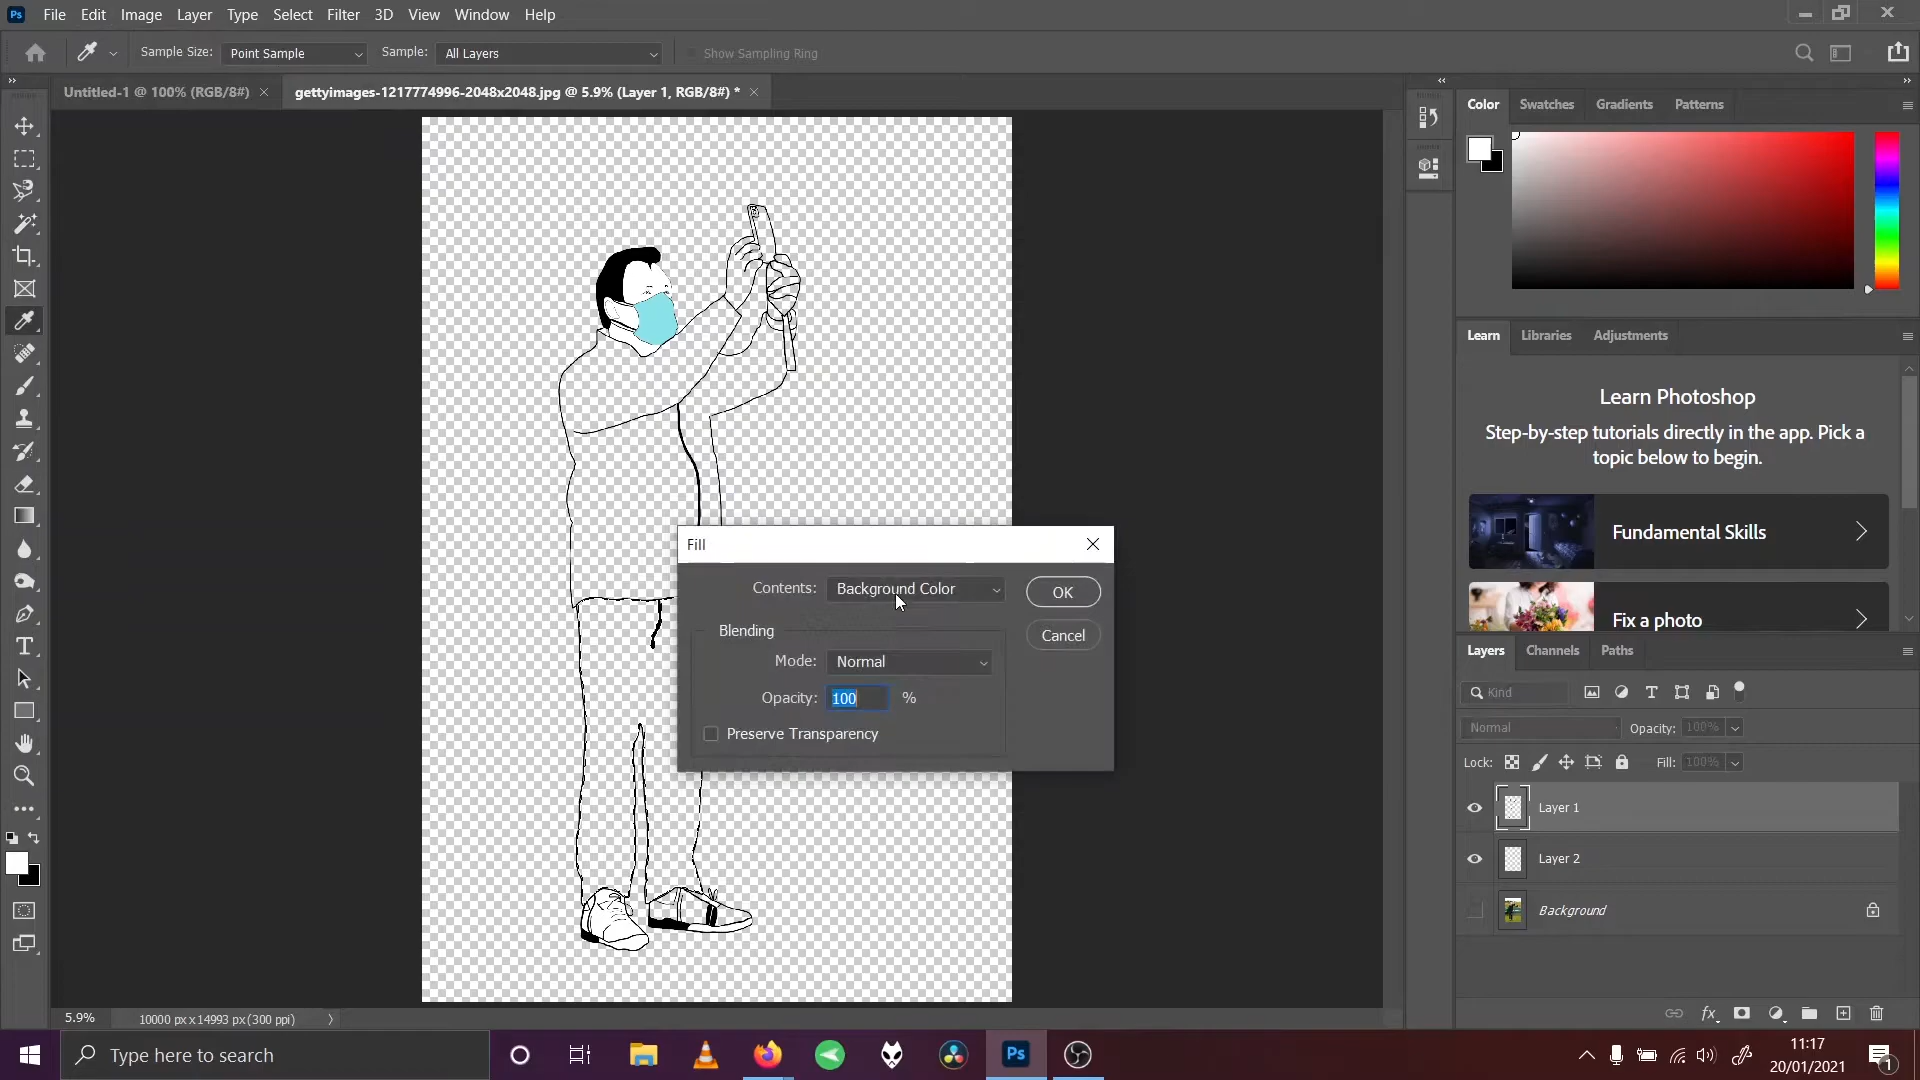 Ps File Edit Image Layer Type Select Filter 3D View Window Help
Sample Size: Point Sample Sample: All Layers Show Sampling Ring
Untitled-1 @ 100% (RGB/8#)
gettyimages-1217774996-2048x2048.jpg @ 5.9% (Layer 1, RGB/8#) *
Color Swatches Gradients Patterns
Learn Libraries Adjustments
Learn Photoshop
Step-by-step tutorials directly in the app. Pick a
topic below to begin.
Fundamental Skills
Fix a photo
Fill
Contents: Background Color
OK
Blending
Cancel
Mode: Normal
Opacity: 100 %
Preserve Transparency
Layers Channels Paths
Kind
Normal Opacity: 100%
Lock: Fill: 100%
Layer 1
Layer 2
Background
5.9% 10000 px x 14993 px (300 ppi)
Type here to search
Ps
11:17
20/01/2021
1